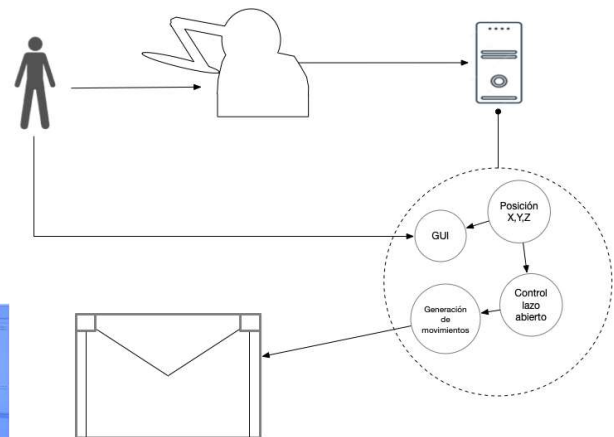 Posición
X,Y,Z
GUI
Control
lazo
abierto
Generación
de
movimientos